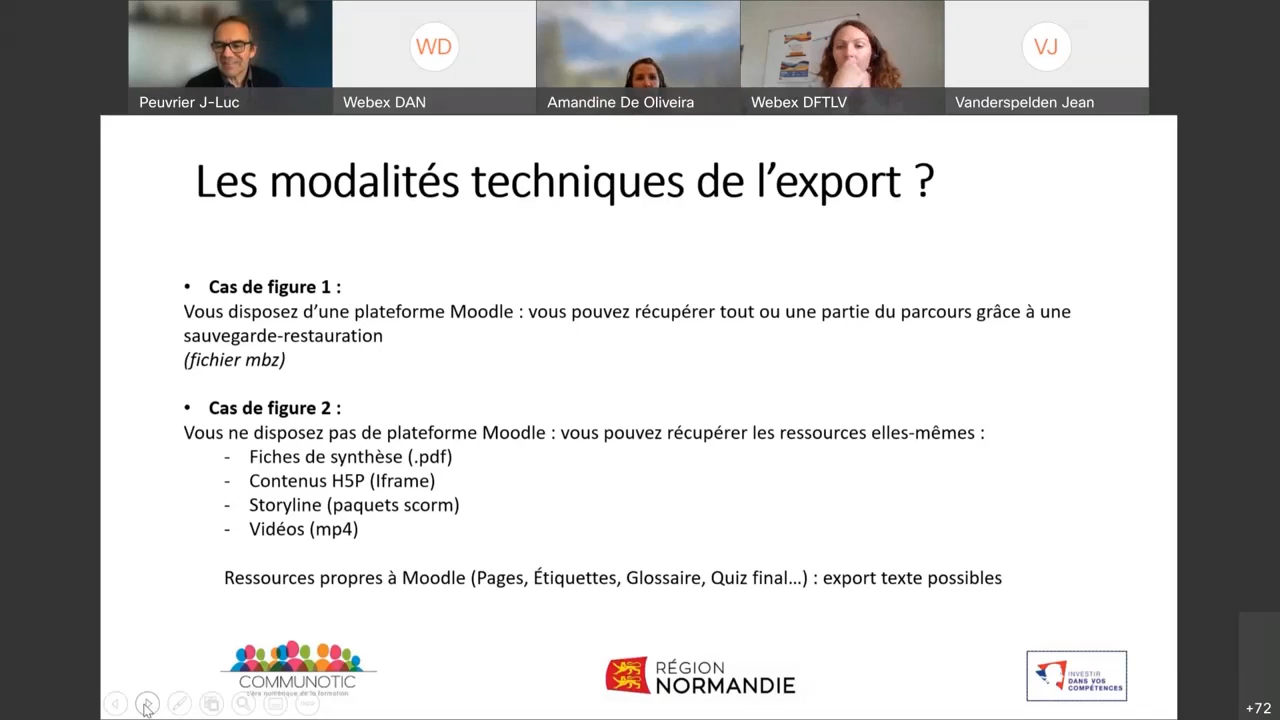 WD
VJ
Peuvrier J-Luc
Webex DAN
Amandine De Oliveira
Webex DFTLV
Vanderspelden Jean
Les modalités techniques de l’export ?
• Cas de figure 1 :
Vous disposez d’une plateforme Moodle : vous pouvez récupérer tout ou une partie du parcours grâce à une
sauvegarde-restauration
(fichier mbz)
• Cas de figure 2 :
Vous ne disposez pas de plateforme Moodle : vous pouvez récupérer les ressources elles-mêmes :
- Fiches de synthèse (.pdf)
- Contenus H5P (Iframe)
- Storyline (paquets scorm)
- Vidéos (mp4)
Ressources propres à Moodle (Pages, Étiquettes, Glossaire, Quiz final…) : export texte possibles
COMMUNOTIC
L'ère numérique de la formation
RÉGION
NORMANDIE
INVESTIR
DANS VOS
COMPÉTENCES
+72